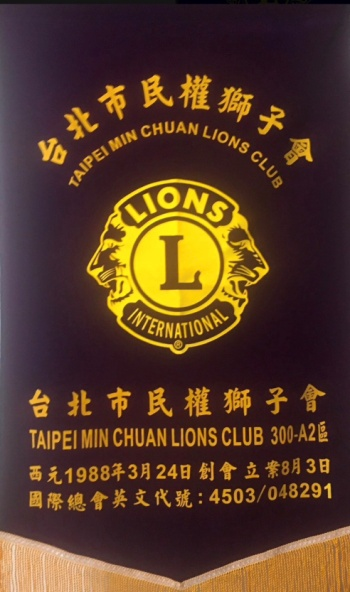 台北市民權獅子會
TAIPEI MIN CHUAN LIONS CLUB
LIONS
L
INTERNATIONAL
®
台北市民權獅子會
TAIPEI MIN CHUAN LIONS CLUB 300-A2區
西元1988年3月24日創會 立案8月3日
國際總會英文代號:4503/048291